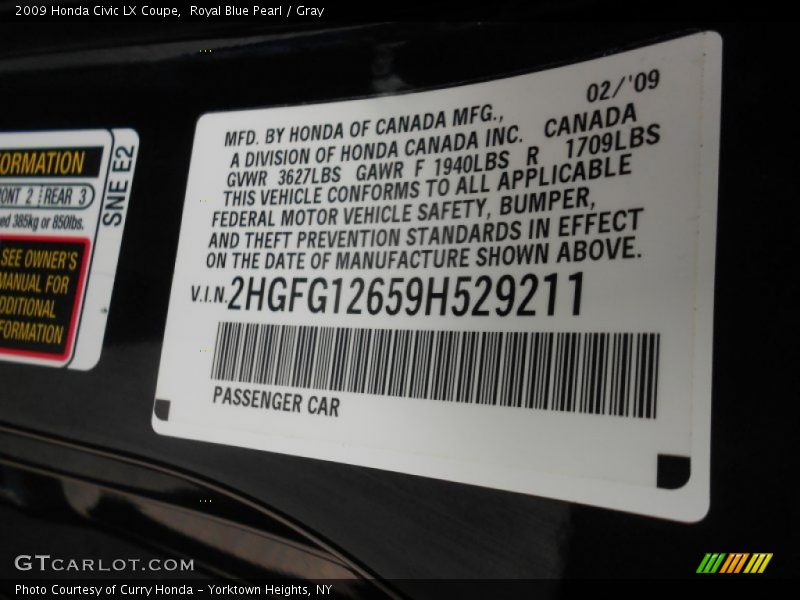 2009 Honda Civic LX Coupe,  Royal Blue Pearl / Gray
02/'09
MFD. BY HONDA OF CANADA MFG.,
A DIVISION OF HONDA CANADA INC. CANADA
GVWR 3627LBS GAWR F 1940LBS R 1709LBS
THIS VEHICLE CONFORMS TO ALL APPLICABLE
FEDERAL MOTOR VEHICLE SAFETY, BUMPER,
AND THEFT PREVENTION STANDARDS IN EFFECT
ON THE DATE OF MANUFACTURE SHOWN ABOVE.
V.I.N. 2HGFG12659H529211
PASSENGER CAR
ORMATION
ONT 2 REAR 3
ed 385kg or 850lbs.
SEE OWNER'S
MANUAL FOR
DDITIONAL
FORMATION
SNE E2
GTCARLOT.COM
Photo Courtesy of Curry Honda - Yorktown Heights, NY